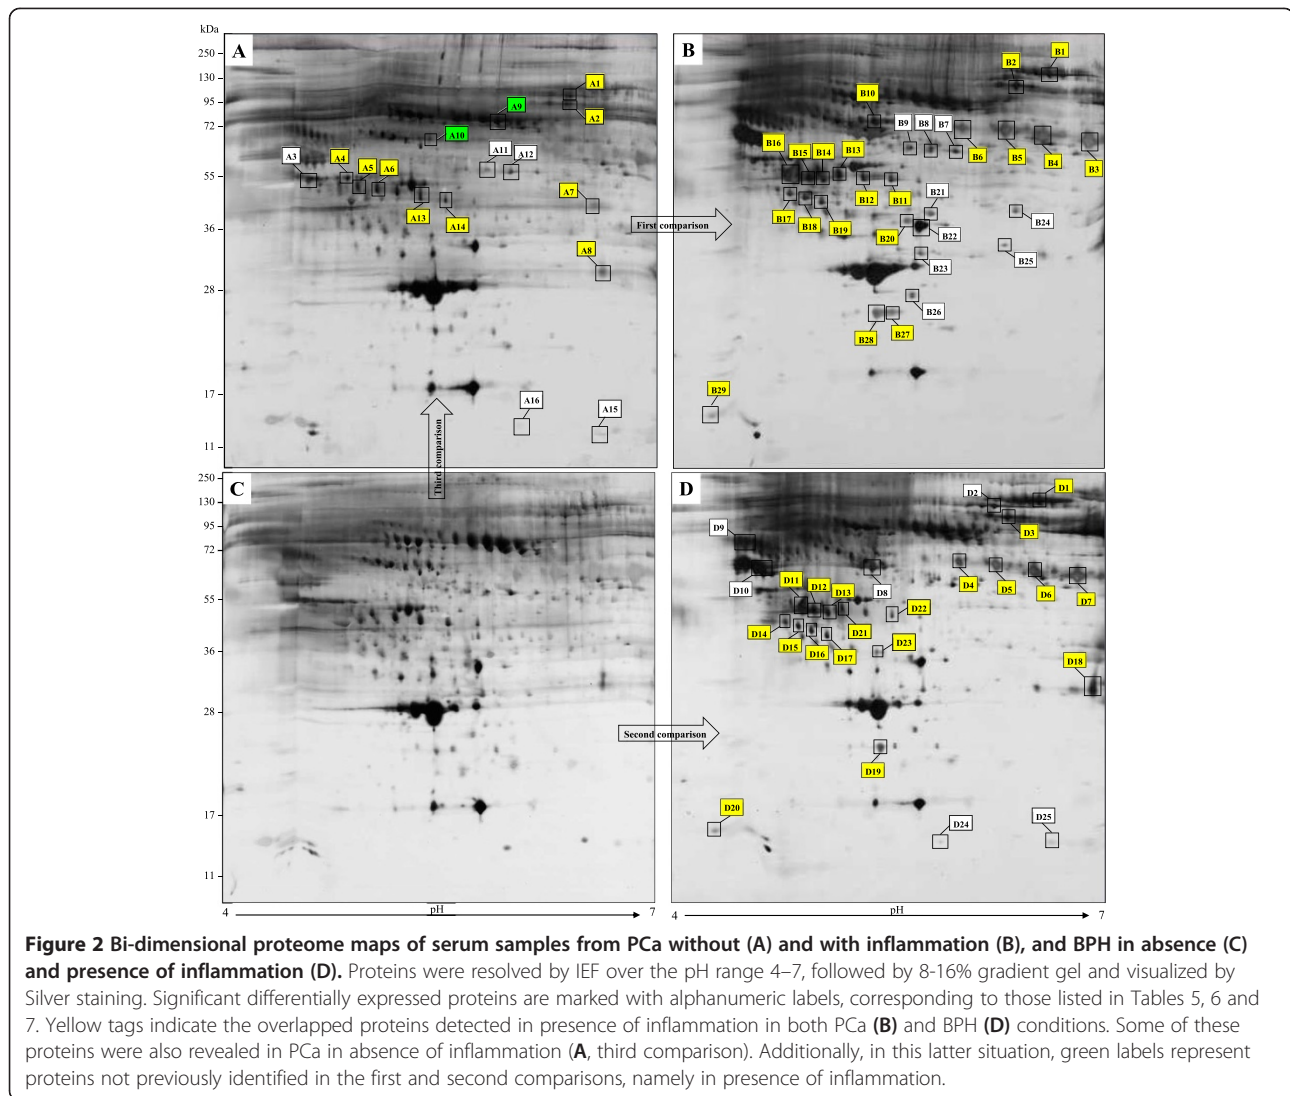 kDa
250
130
95
72
55
36
28
17
11
A
A1
A2
A9
A10
A3
A4
A5
A6
A11
A12
A7
A13
A14
A8
A16
A15
First comparison
Third comparison
B
B1
B2
B10
B9
B8
B7
B6
B5
B4
B3
B16
B15
B14
B13
B12
B11
B21
B24
B17
B18
B19
B20
B22
B25
B23
B26
B28
B27
B29
250
130
95
72
55
36
28
17
11
C
Second comparison
D
D2
D1
D3
D9
D10
D8
D4
D5
D6
D7
D11
D12
D13
D22
D14
D21
D15
D16
D17
D23
D18
D19
D20
D24
D25
4
pH
7
4
pH
7
Figure 2 Bi-dimensional proteome maps of serum samples from PCa without (A) and with inflammation (B), and BPH in absence (C)
and presence of inflammation (D). Proteins were resolved by IEF over the pH range 4–7, followed by 8-16% gradient gel and visualized by
Silver staining. Significant differentially expressed proteins are marked with alphanumeric labels, corresponding to those listed in Tables 5, 6 and
7. Yellow tags indicate the overlapped proteins detected in presence of inflammation in both PCa (B) and BPH (D) conditions. Some of these
proteins were also revealed in PCa in absence of inflammation (A, third comparison). Additionally, in this latter situation, green labels represent
proteins not previously identified in the first and second comparisons, namely in presence of inflammation.